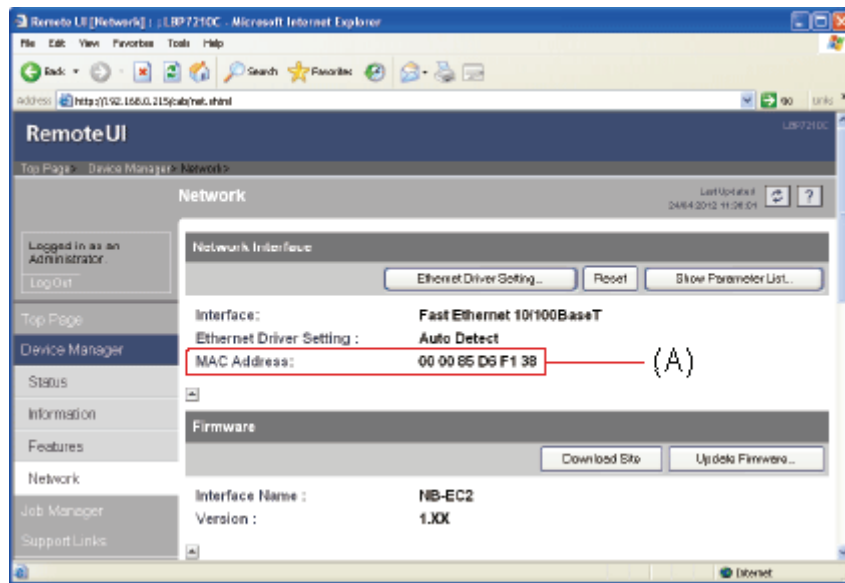 Remote UI [Network] : ; LBP7210C - Microsoft Internet Explorer
File Edit View Favorites Tools Help
Back Search Favorites
Address http://192.168.0.215/cab/net.shtml Go Links
RemoteUI LBP7210C
Top Page> Device Manager> Network>
Network
Last Updated
24/04 2012 11:36:01
?
Logged in as an
Administrator.
Log Out
Top Page
Device Manager
Status
Information
Features
Network
Job Manager
Support Links
Network Interface
Ethernet Driver Setting... Reset Show Parameter List...
Interface: Fast Ethernet 10/100BaseT
Ethernet Driver Setting : Auto Detect
MAC Address: 00 00 85 D6 F1 38
(A)
Firmware
Download Site Update Firmware...
Interface Name : NB-EC2
Version : 1.XX
Internet